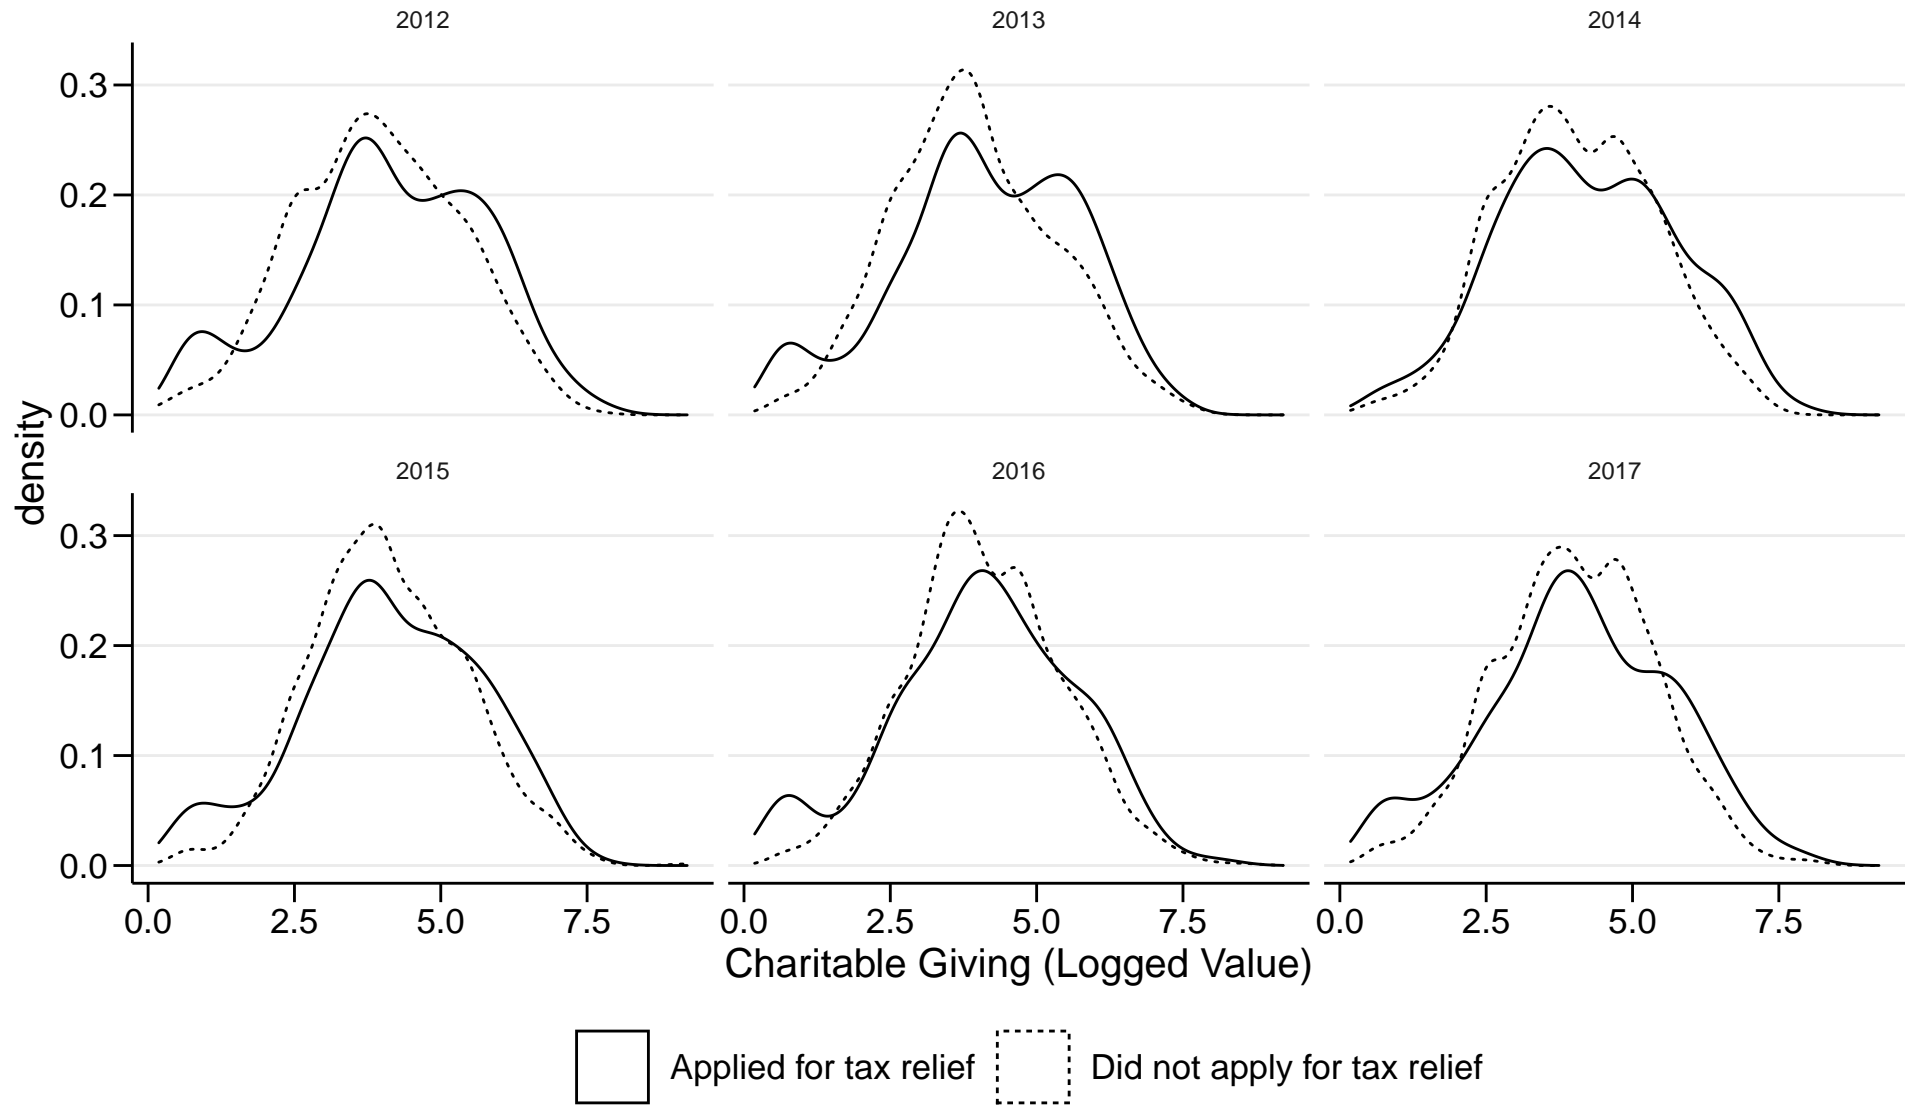 2012 2013 2014
0.3
0.2
0.1
0.0
density
2015 2016 2017
0.3
0.2
0.1
0.0
0.0 2.5 5.0 7.5 0.0 2.5 5.0 7.5 0.0 2.5 5.0 7.5
Charitable Giving (Logged Value)
Applied for tax relief Did not apply for tax relief